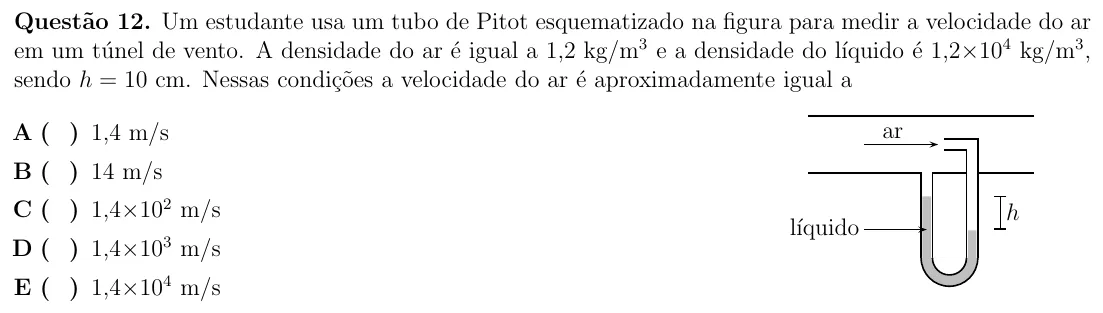 Questão 12. Um estudante usa um tubo de Pitot esquematizado na figura para medir a velocidade do ar
em um túnel de vento. A densidade do ar é igual a 1,2 kg/m³ e a densidade do líquido é 1,2×10⁴ kg/m³,
sendo h = 10 cm. Nessas condições a velocidade do ar é aproximadamente igual a
A ( ) 1,4 m/s
B ( ) 14 m/s
C ( ) 1,4×10² m/s
D ( ) 1,4×10³ m/s
E ( ) 1,4×10⁴ m/s
ar
h
líquido